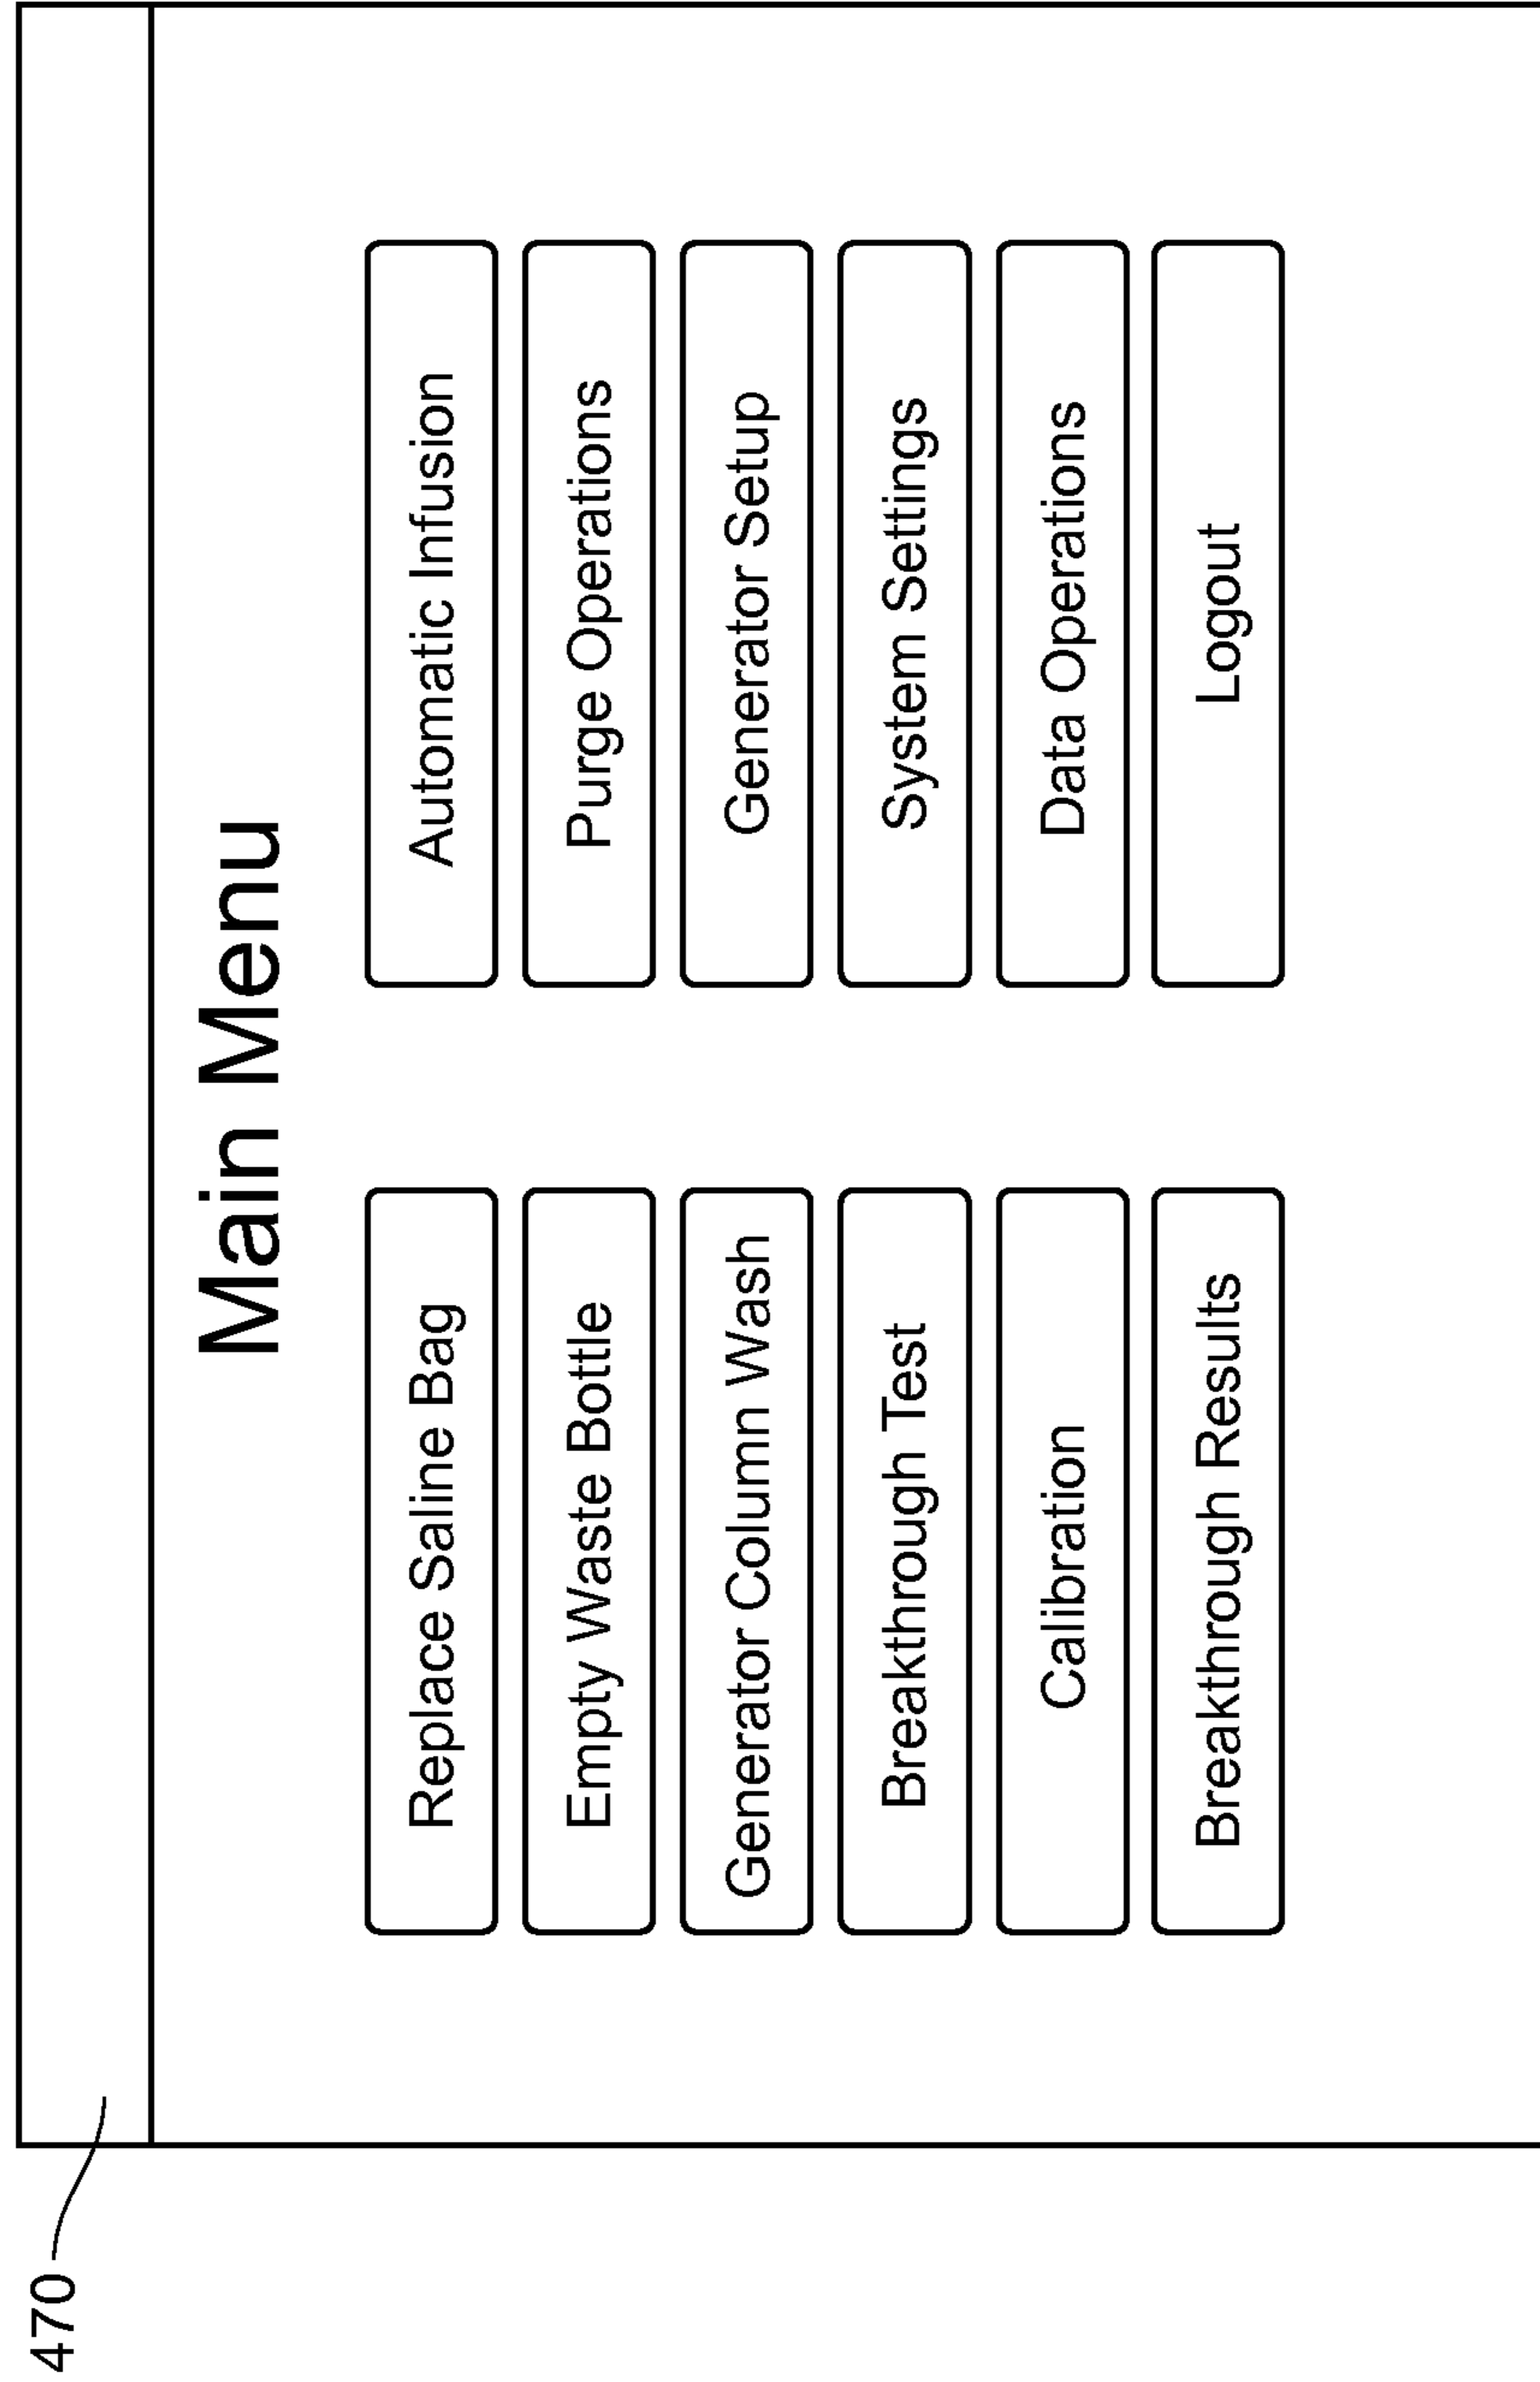 470
Main Menu
Replace Saline Bag
Automatic Infusion
Empty Waste Bottle
Purge Operations
Generator Column Wash
Generator Setup
Breakthrough Test
System Settings
Calibration
Data Operations
Breakthrough Results
Logout